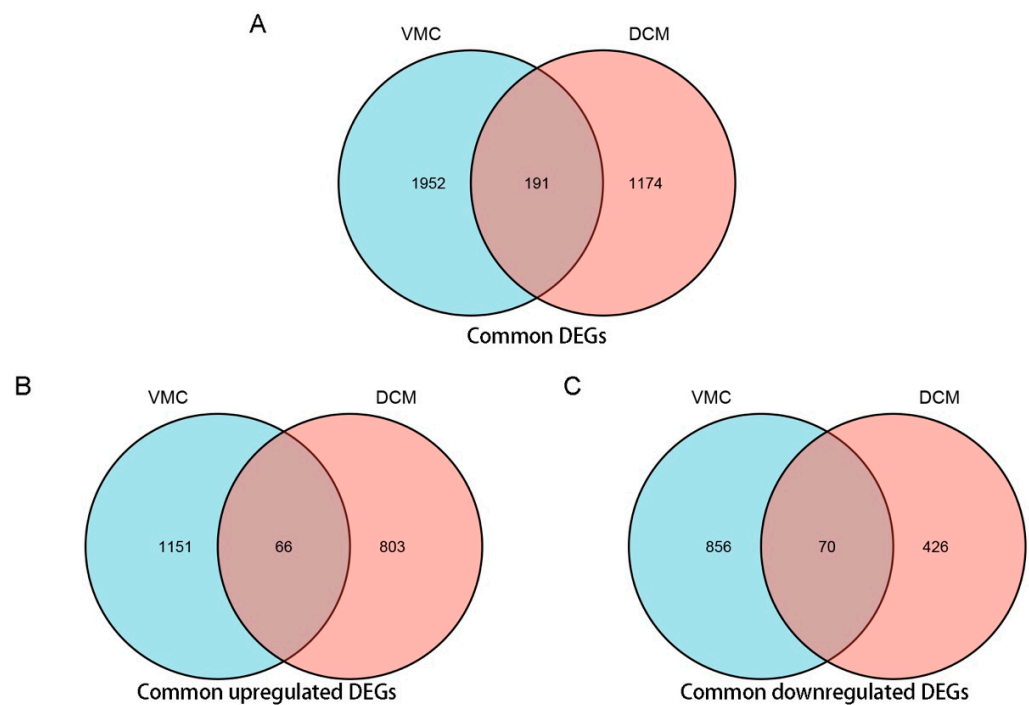 A
VMC DCM
1952 191 1174
Common DEGs
B
VMC DCM
1151 66 803
Common upregulated DEGs
C
VMC DCM
856 70 426
Common downregulated DEGs